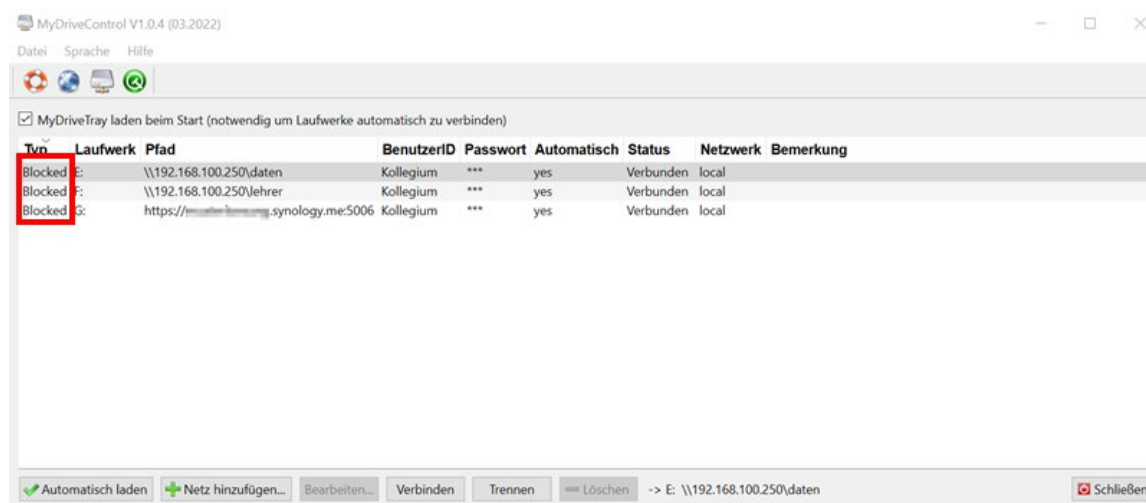 MyDriveControl V1.0.4 (03.2022)
Datei Sprache Hilfe
MyDriveTray laden beim Start (notwendig um Laufwerke automatisch zu verbinden)
Typ Laufwerk Pfad BenutzerID Passwort Automatisch Status Netzwerk Bemerkung
Blocked E: \\192.168.100.250\daten Kollegium *** yes Verbunden local
Blocked F: \\192.168.100.250\lehrer Kollegium *** yes Verbunden local
Blocked G: https:// .synology.me:5006 Kollegium *** yes Verbunden local
Automatisch laden Netz hinzufügen... Bearbeiten... Verbinden Trennen Löschen -> E: \\192.168.100.250\daten Schließen